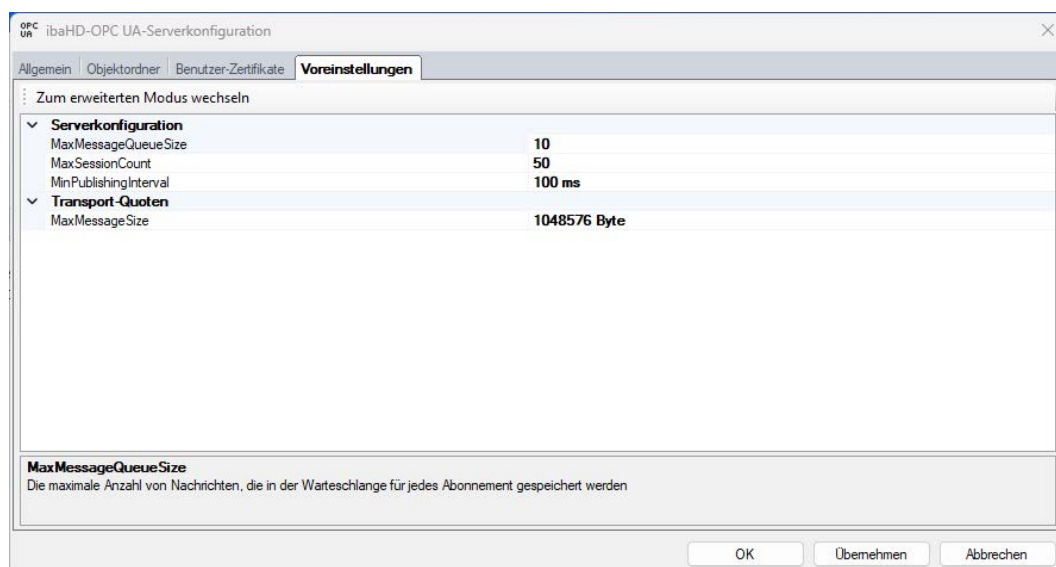 OPC UA ibaHD-OPC UA-Serverkonfiguration
Allgemein Objektordner Benutzer-Zertifikate Voreinstellungen
Zum erweiterten Modus wechseln
Serverkonfiguration
MaxMessageQueueSize 10
MaxSessionCount 50
MinPublishingInterval 100 ms
Transport-Quoten
MaxMessageSize 1048576 Byte
MaxMessageQueueSize
Die maximale Anzahl von Nachrichten, die in der Warteschlange für jedes Abonnement gespeichert werden
OK Übernehmen Abbrechen